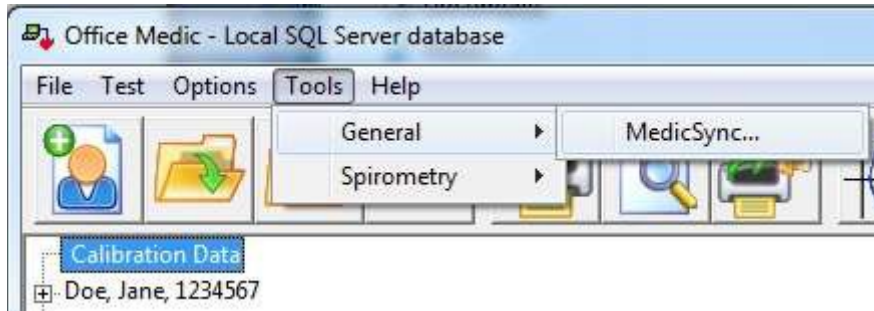 Office Medic - Local SQL Server database
File Test Options Tools Help
General MedicSync...
Spirometry
Calibration Data
Doe, Jane, 1234567